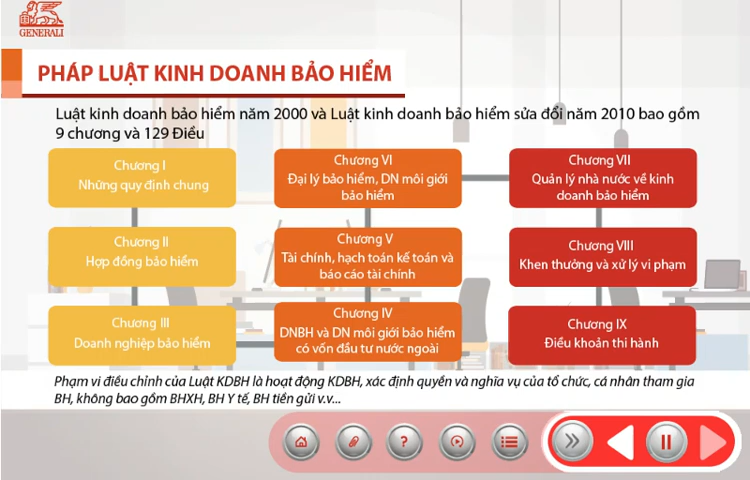 GENERALI
PHÁP LUẬT KINH DOANH BẢO HIỂM
Luật kinh doanh bảo hiểm năm 2000 và Luật kinh doanh bảo hiểm sửa đổi năm 2010 bao gồm
9 chương và 129 Điều
Chương I
Những quy định chung
Chương II
Hợp đồng bảo hiểm
Chương III
Doanh nghiệp bảo hiểm
Chương VI
Đại lý bảo hiểm, DN môi giới
bảo hiểm
Chương V
Tài chính, hạch toán kế toán và
báo cáo tài chính
Chương IV
DNBH và DN môi giới bảo hiểm
có vốn đầu tư nước ngoài
Chương VII
Quản lý nhà nước về kinh
doanh bảo hiểm
Chương VIII
Khen thưởng và xử lý vi phạm
Chương IX
Điều khoản thi hành
Phạm vi điều chỉnh của Luật KDBH là hoạt động KDBH, xác định quyền và nghĩa vụ của tổ chức, cá nhân tham gia
BH, không bao gồm BHXH, BH Y tế, BH tiền gửi v.v...
?